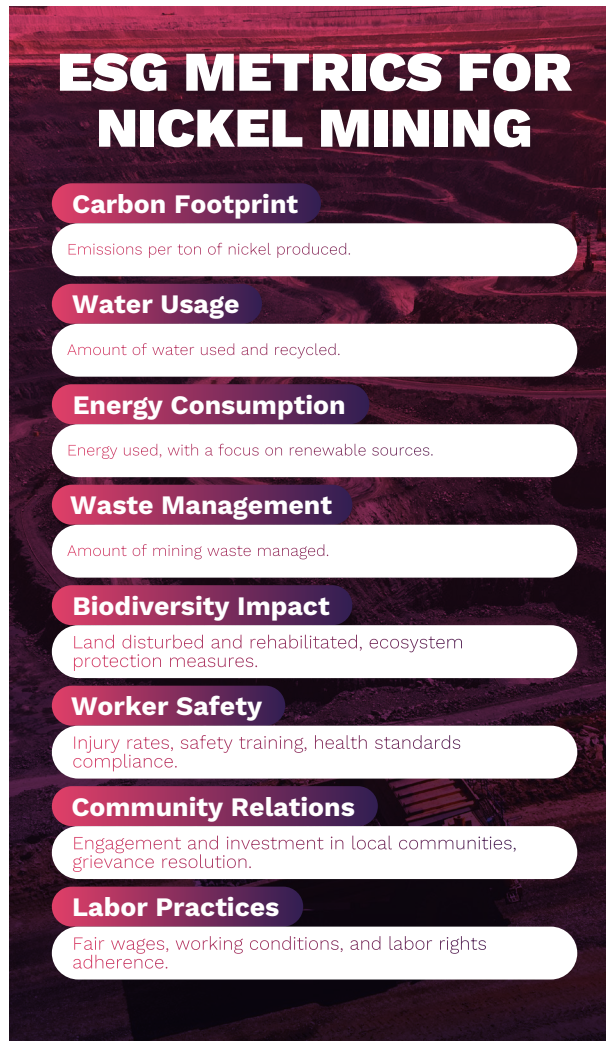 ESG METRICS FOR
NICKEL MINING
Carbon Footprint
Emissions per ton of nickel produced.
Water Usage
Amount of water used and recycled.
Energy Consumption
Energy used, with a focus on renewable sources.
Waste Management
Amount of mining waste managed.
Biodiversity Impact
Land disturbed and rehabilitated, ecosystem
protection measures.
Worker Safety
Injury rates, safety training, health standards
compliance.
Community Relations
Engagement and investment in local communities,
grievance resolution.
Labor Practices
Fair wages, working conditions, and labor rights
adherence.